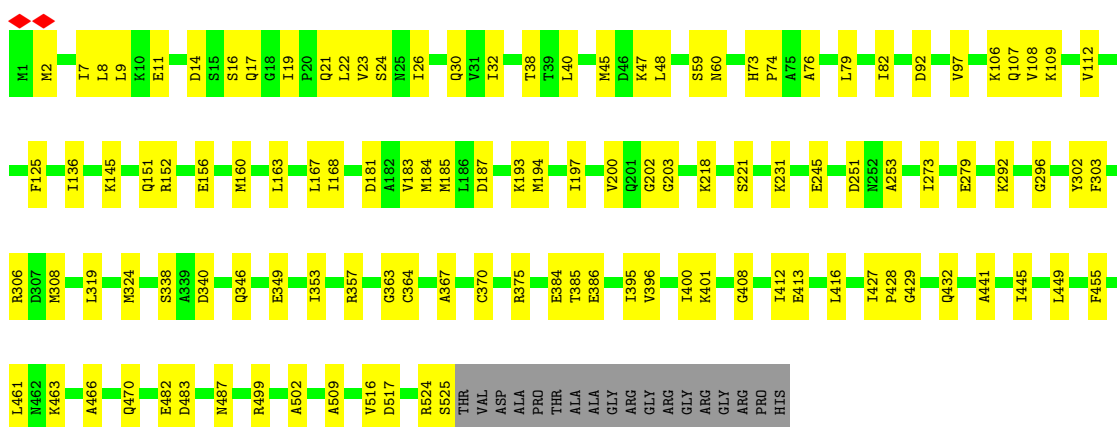 M1 M2 I7 L8 L9 K10 E11 D14 S15 S16 Q17 G18 I19 P20 Q21 L22 V23 S24 N25 I26 Q30 V31 I32 T38 T39 L40 M45 D46 K47 L48 S59 N60 H73 P74 A75 A76 L79 I82 D92 V97 K106 Q107 V108 K109 V112
F125 I136 K145 Q151 R152 E156 M160 L163 L167 I168 D181 A182 V183 M184 M185 L186 D187 K193 M194 I197 V200 Q201 G202 G203 K218 S221 K231 E245 D251 N252 A253 I273 E279 K292 G296 Y302 F303
R306 D307 M308 L319 M324 S338 A339 D340 Q346 E349 I353 R357 G363 C364 A367 C370 R375 E384 T385 E386 I395 V396 I400 K401 G408 I412 E413 L416 I427 P428 G429 Q432 A441 I445 L449 F455
L461 N462 K463 A466 Q470 E482 D483 N487 R499 A502 A509 V516 D517 R524 S525 THR VAL ASP ALA PRO THR ALA ALA GLY ARG GLY ARG GLY ARG GLY ARG PRO HIS